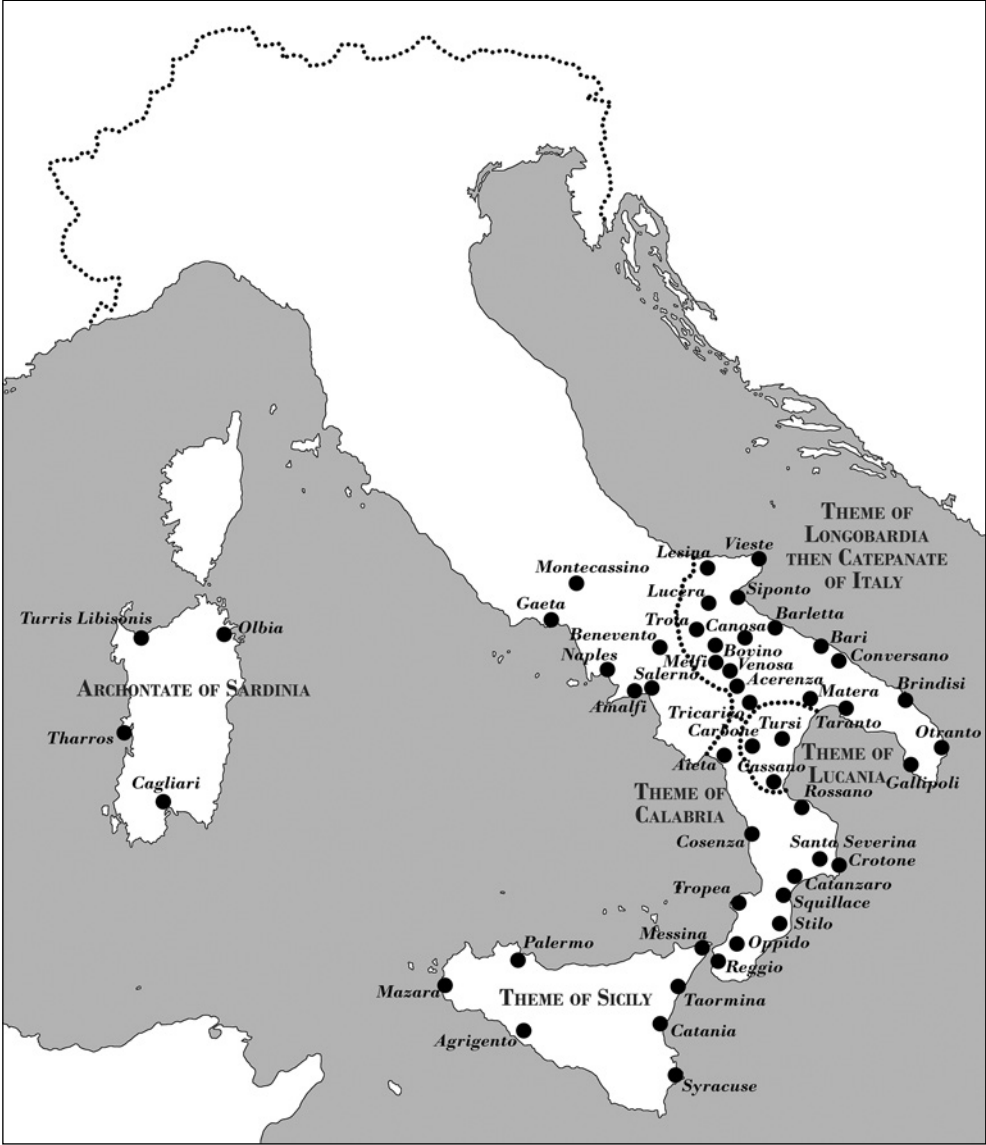 THEME OF
LONGOBARDIA
THEN CATEPANATE
OF ITALY
Vieste
Lesina
Montecassino
Siponto
Lucera
Gaeta
Barletta
Troia
Canosa
Turris Libisonis
Olbia
Benevento
Bari
Bovino
Conversano
Naples
Melfi
Venosa
Salerno
Acerenza
ARCHONTATE OF SARDINIA
Matera
Brindisi
Amalfi
Tricarico
Tursi
Taranto
Carbone
Otranto
Tharros
Aieta
Cassano
THEME OF
LUCANIA
Gallipoli
Cagliari
Rossano
THEME OF
CALABRIA
Cosenza
Santa Severina
Crotone
Catanzaro
Tropea
Squillace
Stilo
Messina
Palermo
Oppido
Reggio
Mazara
THEME OF SICILY
Taormina
Agrigento
Catania
Syracuse